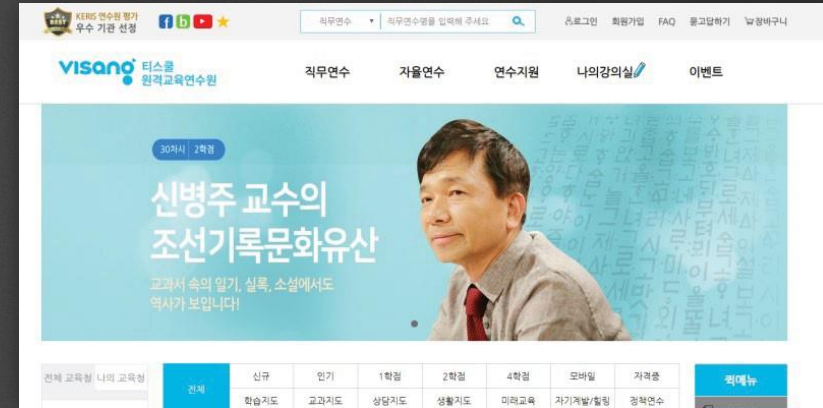 KERIS 연수원 평가
우수 기관 선정
BEST
직무연수
직무연수명을 입력해 주세요
로그인 회원가입 FAQ 묻고답하기 장바구니
visang 티스쿨
원격교육연수원
직무연수 자율연수 연수지원 나의강의실 이벤트
30차시 2학점
신병주 교수의
조선기록문화유산
교과서 속의 일기, 실록, 소설에서도
역사가 보입니다!
전체 교육청 나의 교육청
전체
신규 인기 1학점 2학점 4학점 모바일 자격증
학습지도 교과지도 상담지도 생활지도 미래교육 자기계발/힐링 정책연수
퀵메뉴